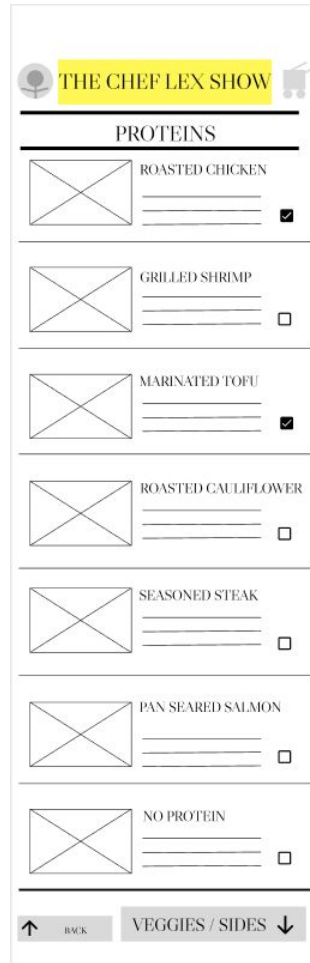 THE CHEF LEX SHOW
PROTEINS
ROASTED CHICKEN
GRILLED SHRIMP
MARINATED TOFU
ROASTED CAULIFLOWER
SEASONED STEAK
PAN SEARED SALMON
NO PROTEIN
BACK
VEGGIES / SIDES